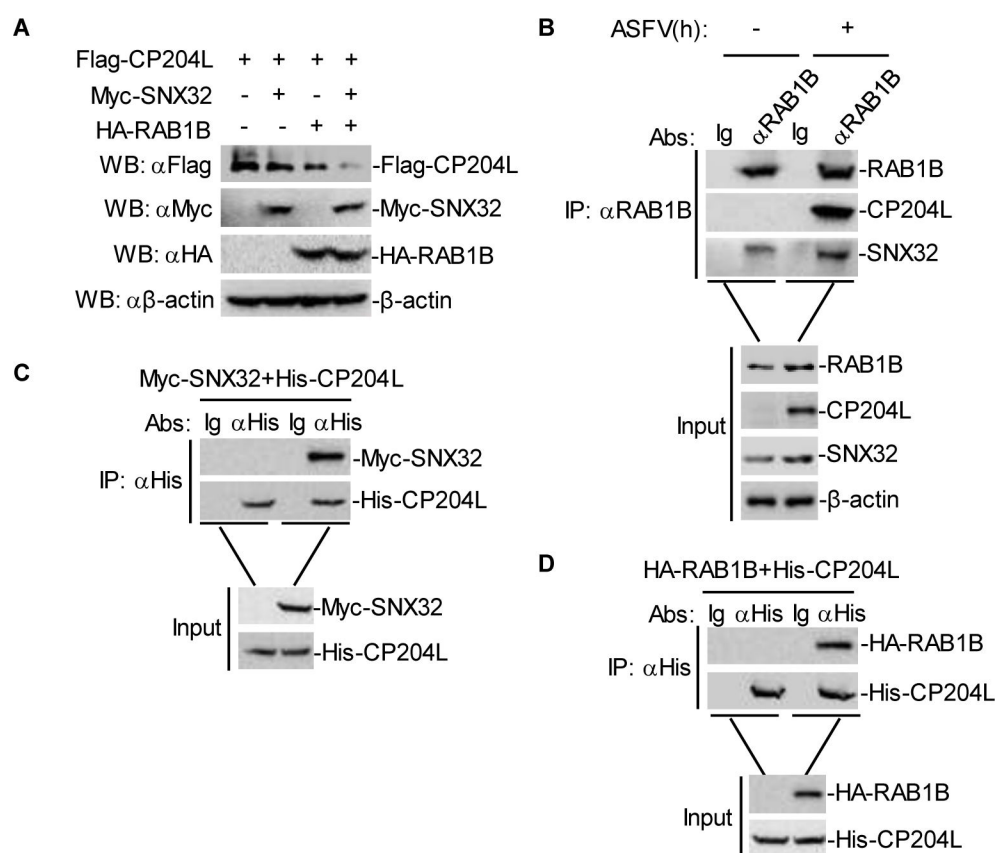 A
Flag-CP204L + + + +
Myc-SNX32 - + - +
HA-RAB1B - - + +
WB: αFlag -Flag-CP204L
WB: αMyc -Myc-SNX32
WB: αHA -HA-RAB1B
WB: αβ-actin -β-actin
B
ASFV(h): - +
Abs: Ig αRAB1B Ig αRAB1B
IP: αRAB1B
-RAB1B
-CP204L
-SNX32
Input
-RAB1B
-CP204L
-SNX32
-β-actin
C
Myc-SNX32+His-CP204L
Abs: Ig αHis Ig αHis
IP: αHis
-Myc-SNX32
-His-CP204L
Input
-Myc-SNX32
-His-CP204L
D
HA-RAB1B+His-CP204L
Abs: Ig αHis Ig αHis
IP: αHis
-HA-RAB1B
-His-CP204L
Input
-HA-RAB1B
-His-CP204L